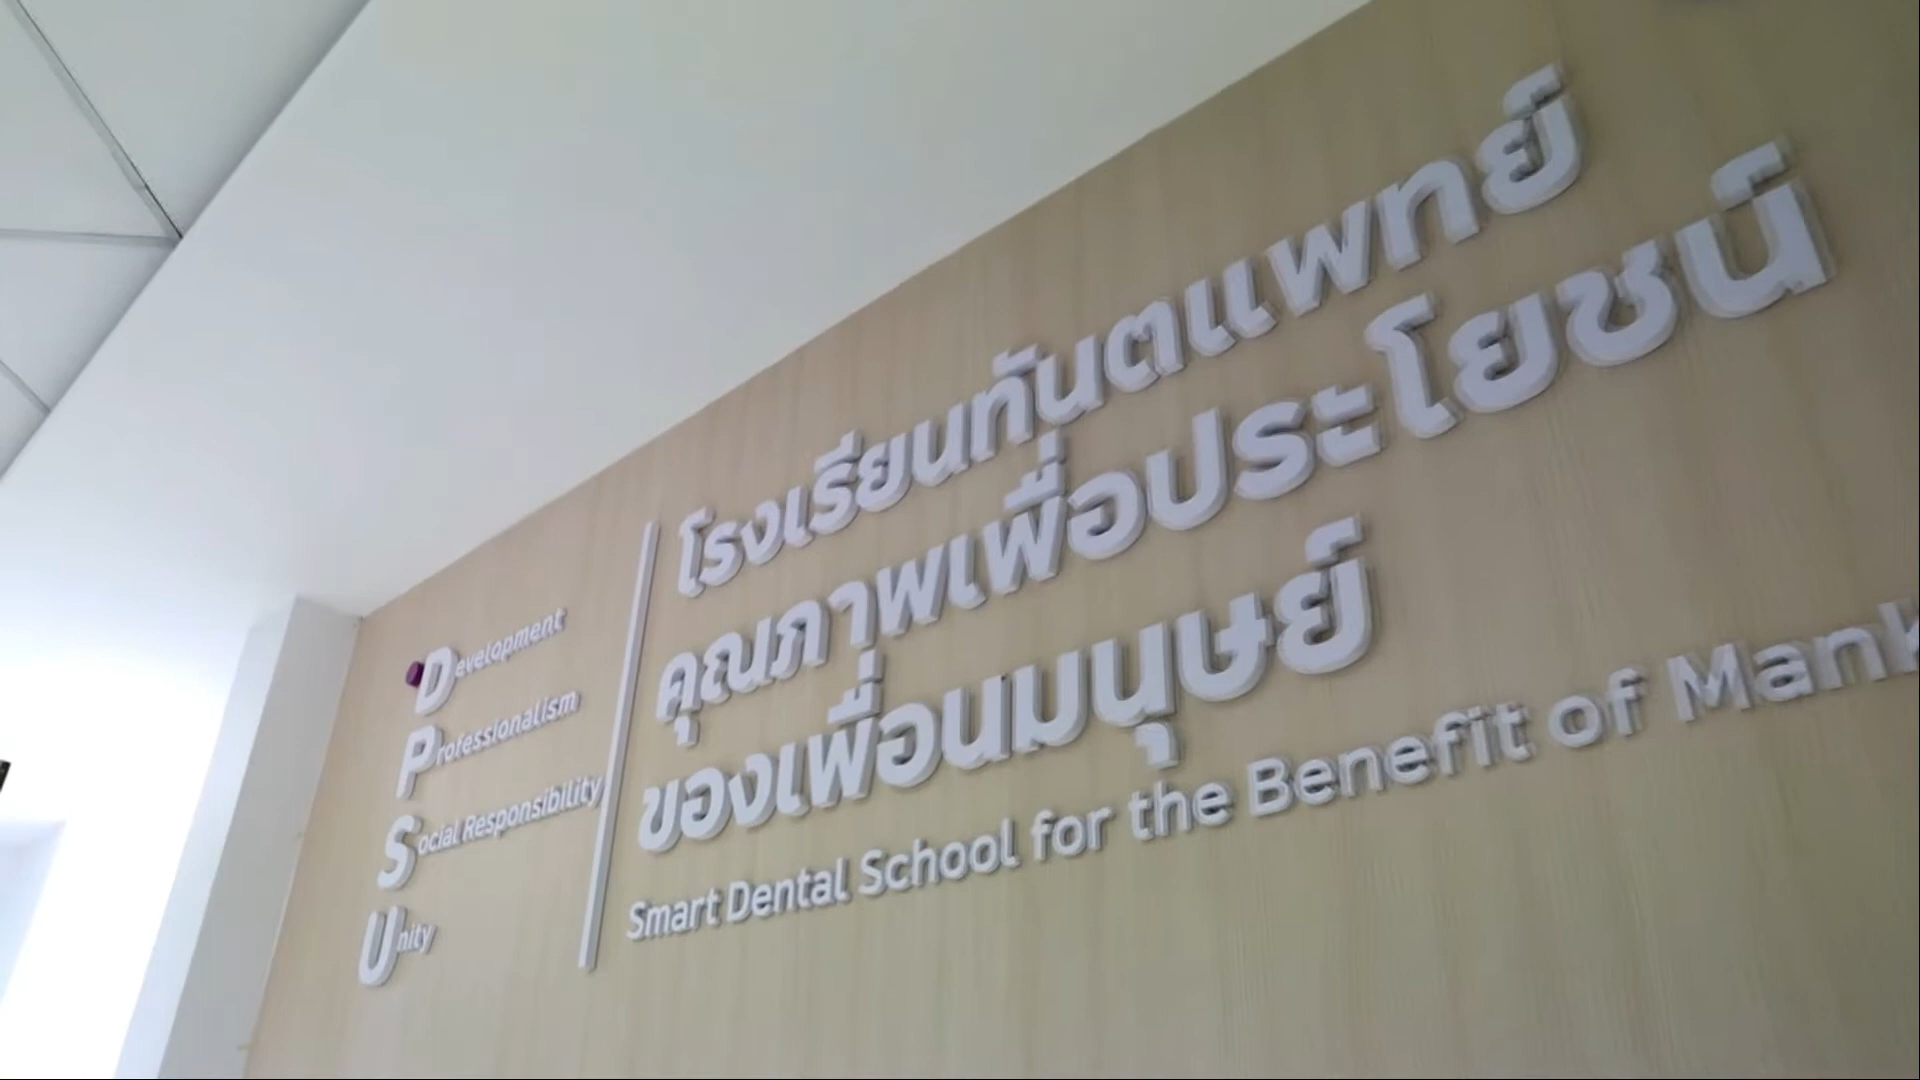 Development
Professionalism
Social Responsibility
Unity
โรงเรียนทันตแพทย์
คุณภาพเพื่อประโยชน์
ของเพื่อนมนุษย์
Smart Dental School for the Benefit of